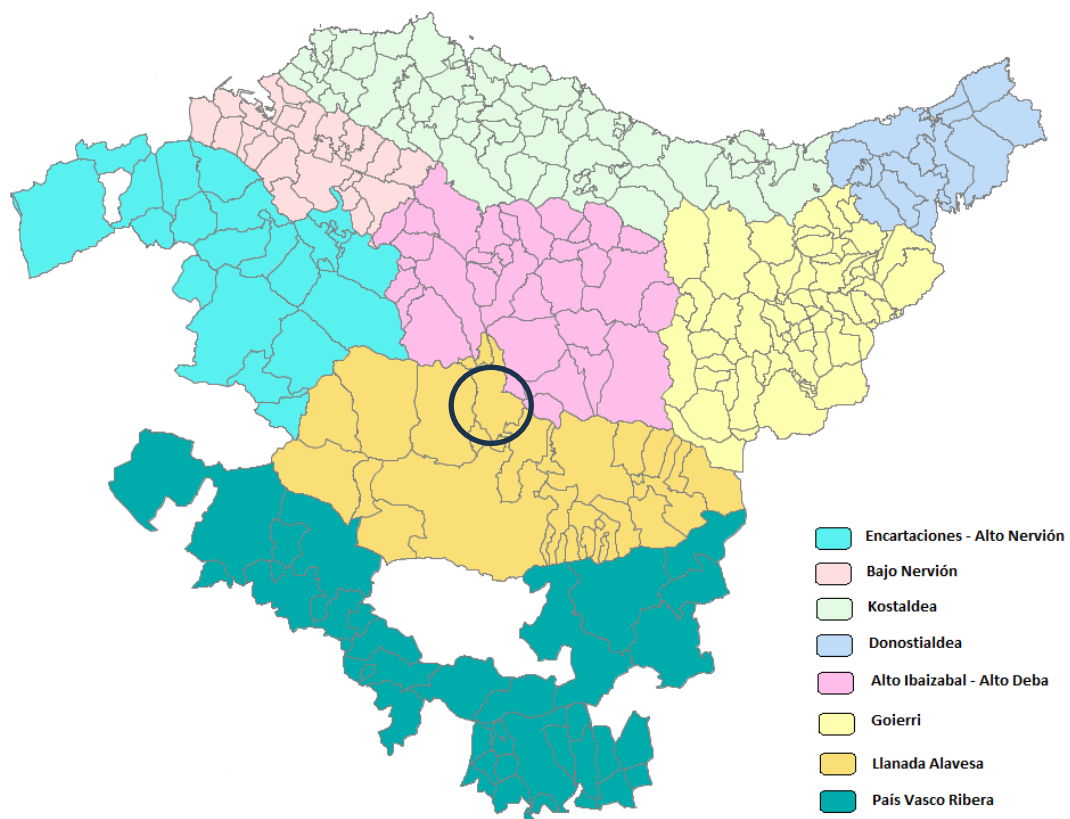 Encartaciones - Alto Nervión
Bajo Nervión
Kostaldea
Donostialdea
Alto Ibaizabal - Alto Deba
Goierri
Llanada Alavesa
País Vasco Ribera